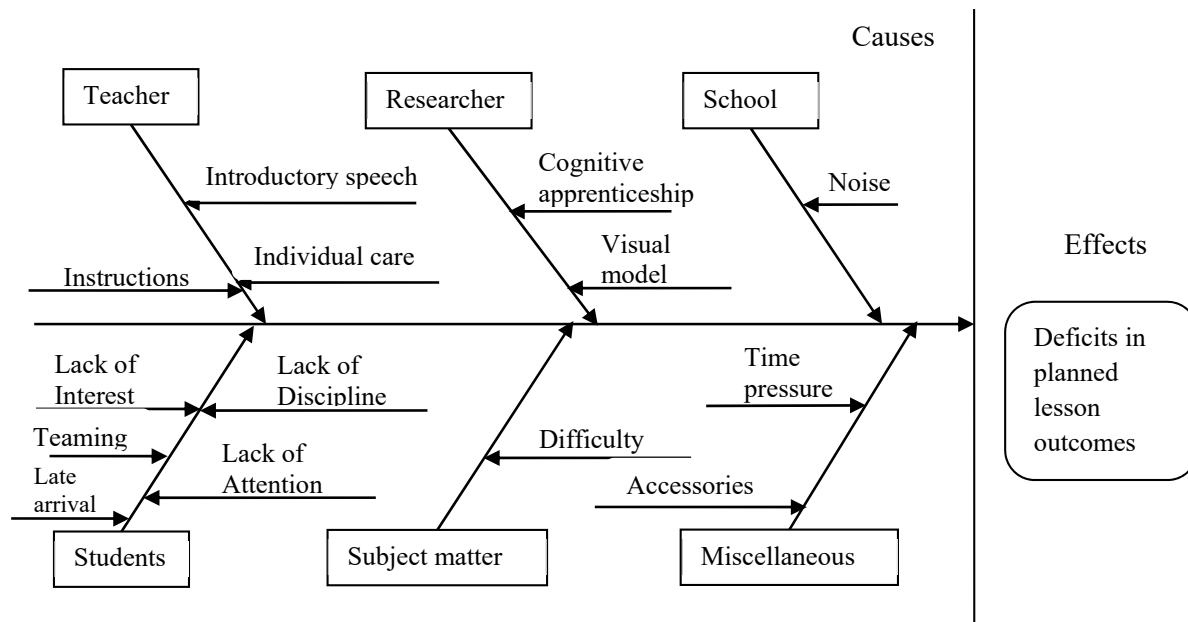 Causes
Teacher
Researcher
School
Introductory speech
Cognitive
apprenticeship
Noise
Individual care
Instructions
Visual
model
Effects
Deficits in
planned
lesson
outcomes
Lack of
Interest
Lack of
Discipline
Time
pressure
Teaming
Difficulty
Lack of
Attention
Late
arrival
Accessories
Students
Subject matter
Miscellaneous